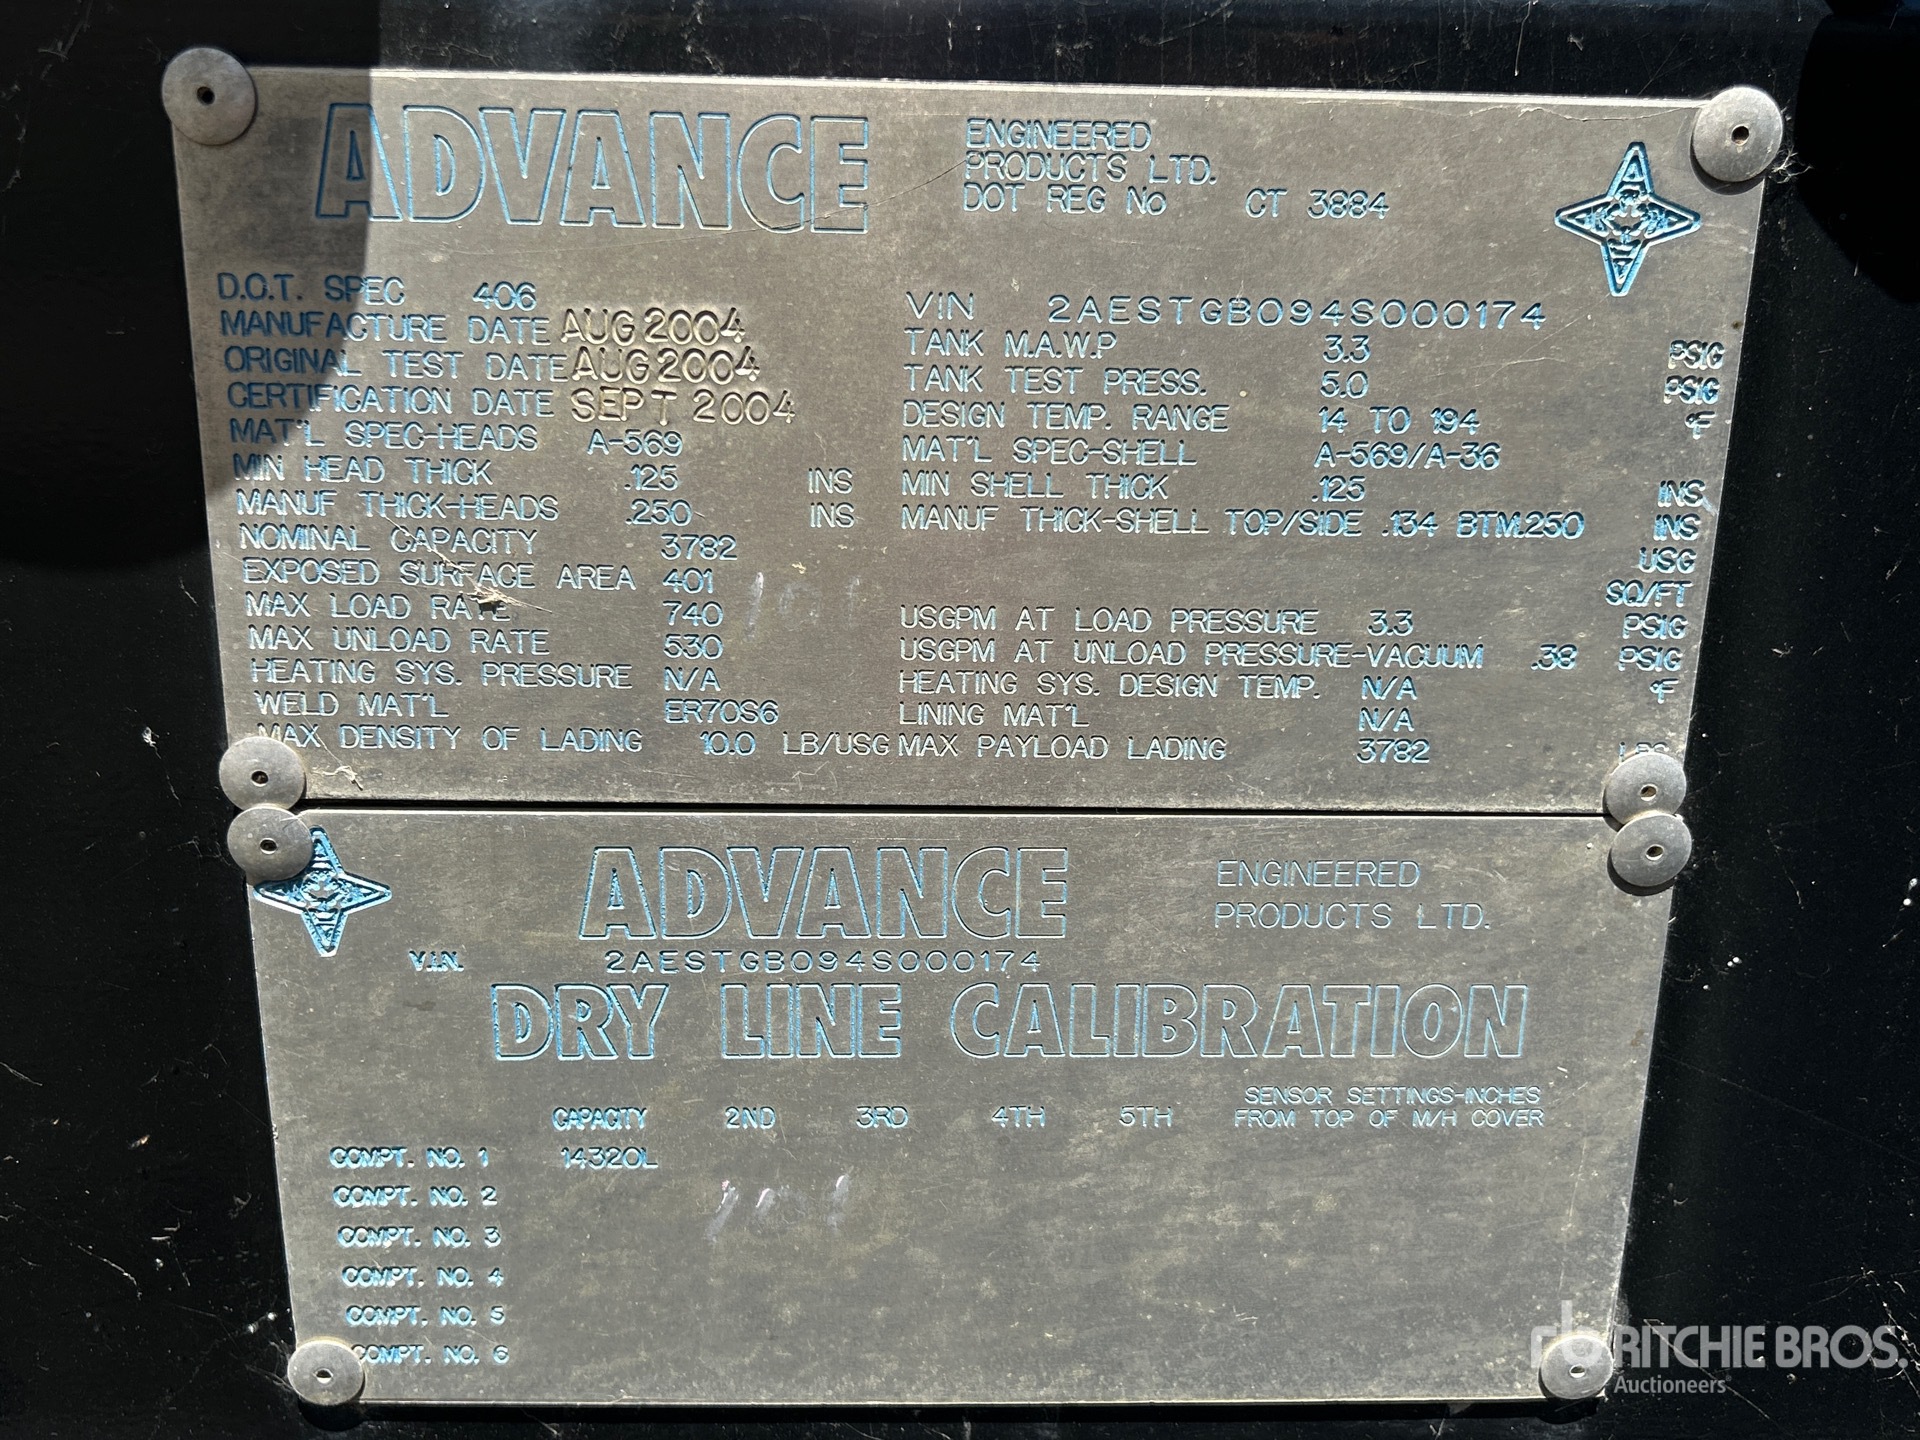 ADVANCE ENGINEERED
PRODUCTS LTD.
DOT REG No CT 3884
D.O.T. SPEC 406
MANUFACTURE DATE AUG 2004
ORIGINAL TEST DATE AUG 2004
CERTIFICATION DATE SEPT 2004
MAT'L SPEC-HEADS A-569
MIN HEAD THICK .125 INS
MANUF THICK-HEADS .250 INS
NOMINAL CAPACITY 3782 USG
EXPOSED SURFACE AREA 401 SQ/FT
MAX LOAD RATE 740 USGPM AT LOAD PRESSURE 3.3 PSIG
MAX UNLOAD RATE 530 USGPM AT UNLOAD PRESSURE-VACUUM .38 PSIG
HEATING SYS. PRESSURE N/A HEATING SYS. DESIGN TEMP. N/A °F
WELD MAT'L ER70S6 LINING MAT'L N/A
MAX DENSITY OF LADING 10.0 LB/USG MAX PAYLOAD LADING 3782 LBS
VIN 2AESTGB094S000174
TANK M.A.W.P 3.3 PSIG
TANK TEST PRESS. 5.0 PSIG
DESIGN TEMP. RANGE 14 TO 194 °F
MAT'L SPEC-SHELL A-569/A-36
MIN SHELL THICK .125 INS
MANUF THICK-SHELL TOP/SIDE .134 BTM.250 INS
ADVANCE ENGINEERED
PRODUCTS LTD.
V.I.N. 2AESTGB094S000174
DRY LINE CALIBRATION
SENSOR SETTINGS-INCHES
CAPACITY 2ND 3RD 4TH 5TH FROM TOP OF M/H COVER
COMPT. NO. 1 14320L
COMPT. NO. 2
COMPT. NO. 3
COMPT. NO. 4
COMPT. NO. 5
COMPT. NO. 6
rb RITCHIE BROS.
Auctioneers